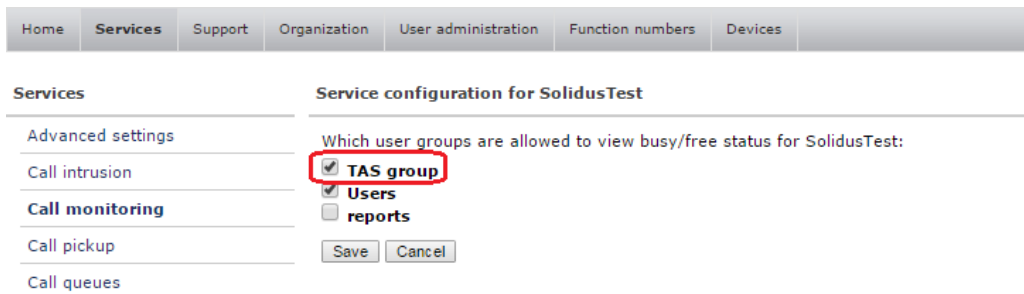 Home Services Support Organization User administration Function numbers Devices
Services
Advanced settings
Call intrusion
Call monitoring
Call pickup
Call queues
Service configuration for SolidusTest
Which user groups are allowed to view busy/free status for SolidusTest:
TAS group
Users
reports
Save Cancel